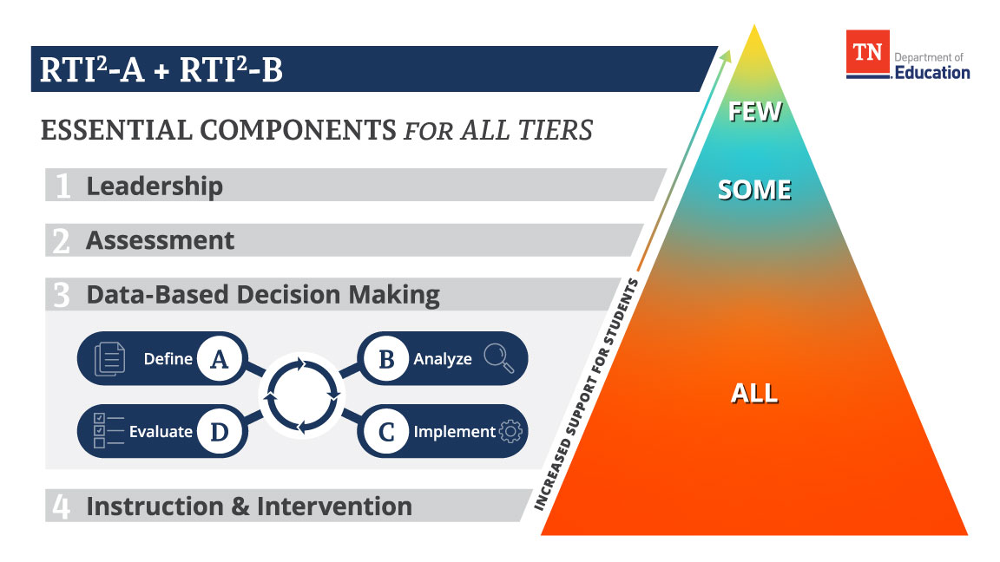 RTI²-A + RTI²-B
TN Department of
Education
ESSENTIAL COMPONENTS FOR ALL TIERS
1 Leadership
2 Assessment
3 Data-Based Decision Making
Define A
B Analyze
Evaluate D
C Implement
4 Instruction & Intervention
INCREASED SUPPORT FOR STUDENTS
FEW
SOME
ALL